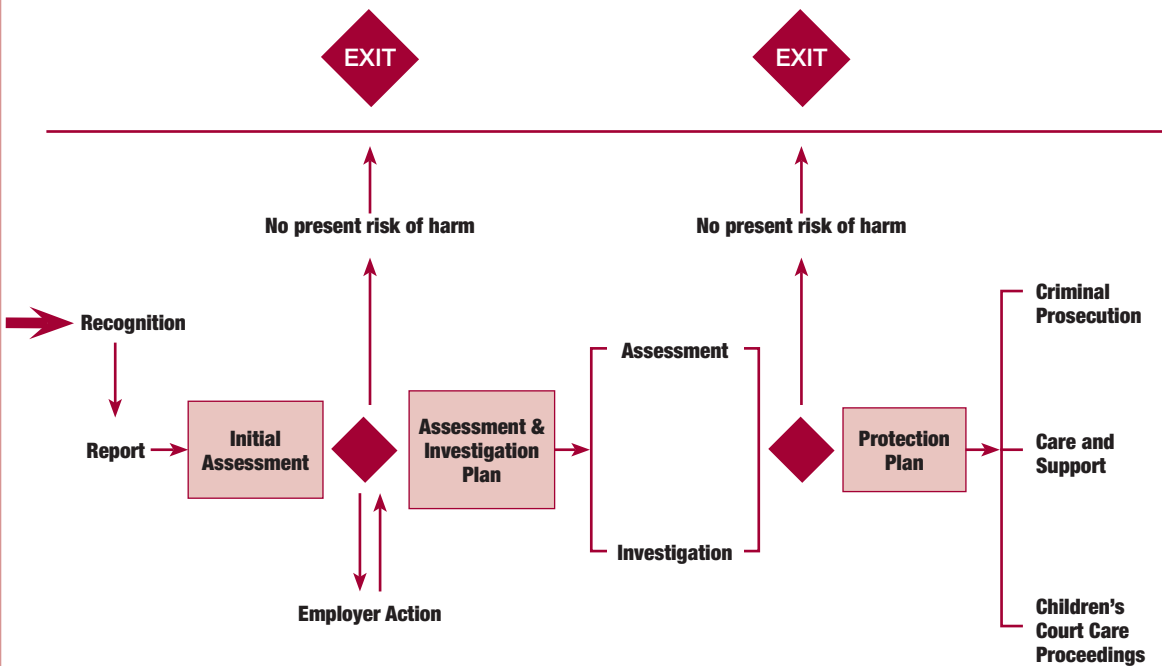 EXIT
EXIT
No present risk of harm
No present risk of harm
Recognition
Report
Initial
Assessment
Employer Action
Assessment &
Investigation
Plan
Assessment
Investigation
Protection
Plan
Criminal
Prosecution
Care and
Support
Children's
Court Care
Proceedings